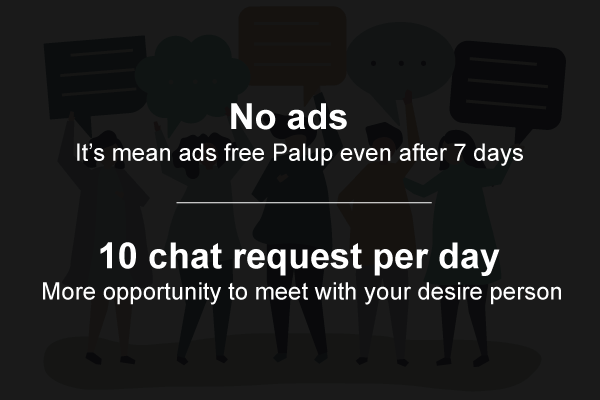 No ads
It's mean ads free Palup even after 7 days
10 chat request per day
More opportunity to meet with your desire person